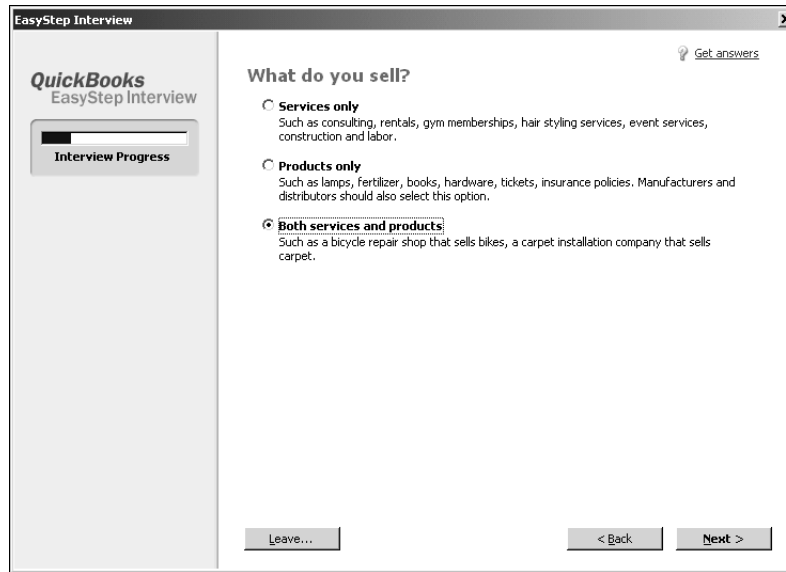 EasyStep Interview
Get answers
QuickBooks
EasyStep Interview
Interview Progress
What do you sell?
Services only
Such as consulting, rentals, gym memberships, hair styling services, event services,
construction and labor.
Products only
Such as lamps, fertilizer, books, hardware, tickets, insurance policies. Manufacturers and
distributors should also select this option.
Both services and products
Such as a bicycle repair shop that sells bikes, a carpet installation company that sells
carpet.
Leave...
< Back
Next >